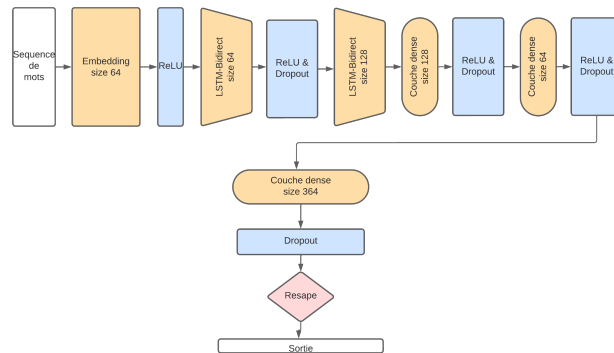 Sequence
de
mots
Embedding
size 64
ReLU
LSTM-Bidirect
size 64
ReLU &
Dropout
LSTM-Bidirect
size 128
Couche dense
size 128
ReLU &
Dropout
Couche dense
size 64
ReLU &
Dropout
Couche dense
size 364
Dropout
Resape
Sortie